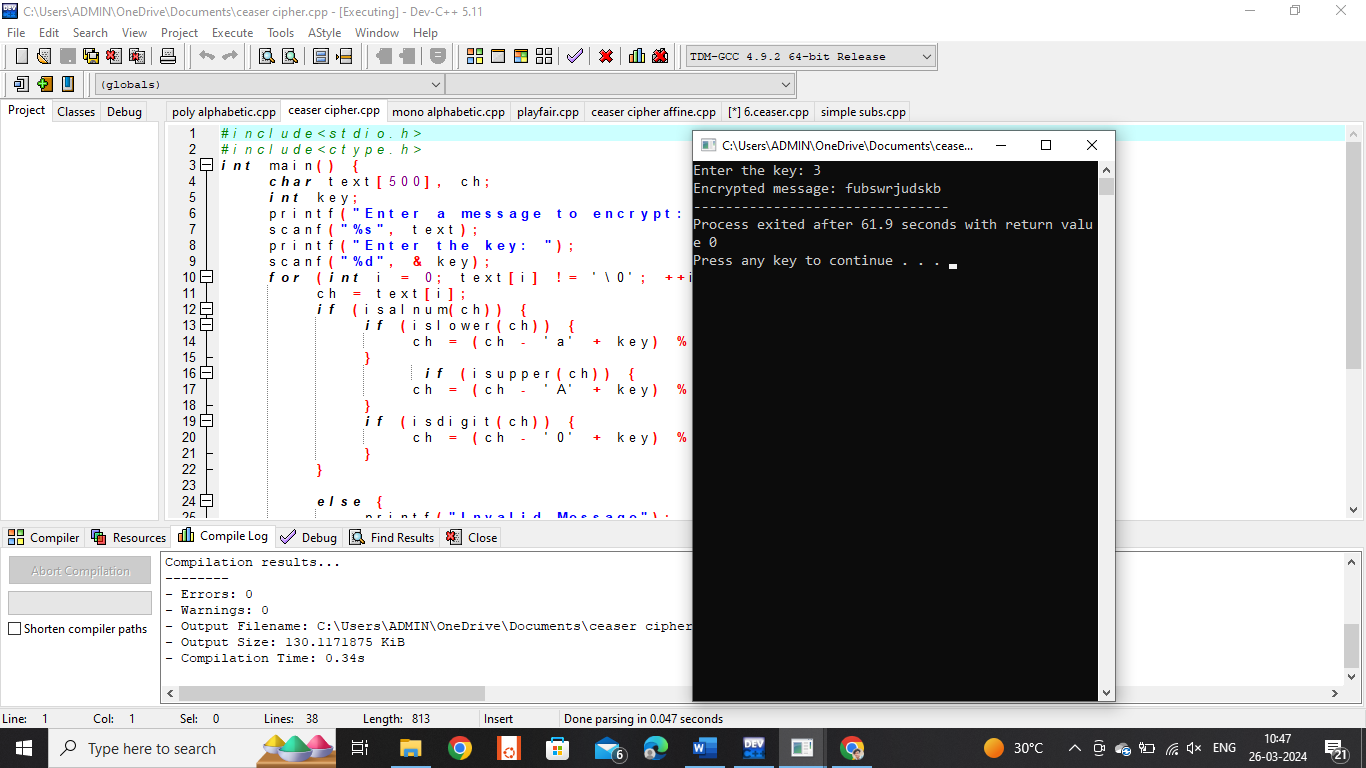 C:\Users\ADMIN\OneDrive\Documents\ceaser cipher.cpp - [Executing] - Dev-C++ 5.11
File Edit Search View Project Execute Tools AStyle Window Help
TDM-GCC 4.9.2 64-bit Release
(globals)
Project Classes Debug
poly alphabetic.cpp ceaser cipher.cpp mono alphabetic.cpp playfair.cpp ceaser cipher affine.cpp [*] 6.ceaser.cpp simple subs.cpp
1 #include<stdio.h>
2 #include<ctype.h>
3 int main() {
4 char text[500], ch;
5 int key;
6 printf("Enter a message to encrypt:
7 scanf("%s", text);
8 printf("Enter the key: ");
9 scanf("%d", & key);
10 for (int i = 0; text[i] != '\0'; ++i
11 ch = text[i];
12 if (isalnum(ch)) {
13 if (islower(ch)) {
14 ch = (ch - 'a' + key) %
15 }
16 if (isupper(ch)) {
17 ch = (ch - 'A' + key) %
18 }
19 if (isdigit(ch)) {
20 ch = (ch - '0' + key) %
21 }
22 }
23
24 else {
25 printf("Invalid Message");
C:\Users\ADMIN\OneDrive\Documents\cease...
Enter the key: 3
Encrypted message: fubswrjudskb
--------------------------------
Process exited after 61.9 seconds with return valu
e 0
Press any key to continue . . .
Compiler Resources Compile Log Debug Find Results Close
Abort Compilation
Shorten compiler paths
Compilation results...
--------
- Errors: 0
- Warnings: 0
- Output Filename: C:\Users\ADMIN\OneDrive\Documents\ceaser cipher
- Output Size: 130.1171875 KiB
- Compilation Time: 0.34s
Line: 1 Col: 1 Sel: 0 Lines: 38 Length: 813 Insert Done parsing in 0.047 seconds
Type here to search
6
DEV
30°C
ENG
10:47
26-03-2024
21